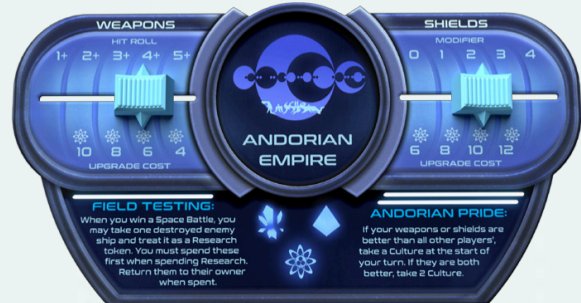 WEAPONS
HIT ROLL
1+ 2+ 3+ 4+ 5+
10 8 6 4
UPGRADE COST
ANDORIAN
EMPIRE
SHIELDS
MODIFIER
0 1 2 3 4
6 8 10 12
UPGRADE COST
FIELD TESTING:
When you win a Space Battle, you
may take one destroyed enemy
ship and treat it as a Research
token. You must spend these
first when spending Research.
Return them to their owner
when spent.
ANDORIAN PRIDE:
If your weapons or shields are
better than all other players',
take a Culture at the start of
your turn. If they are both
better, take 2 Culture.